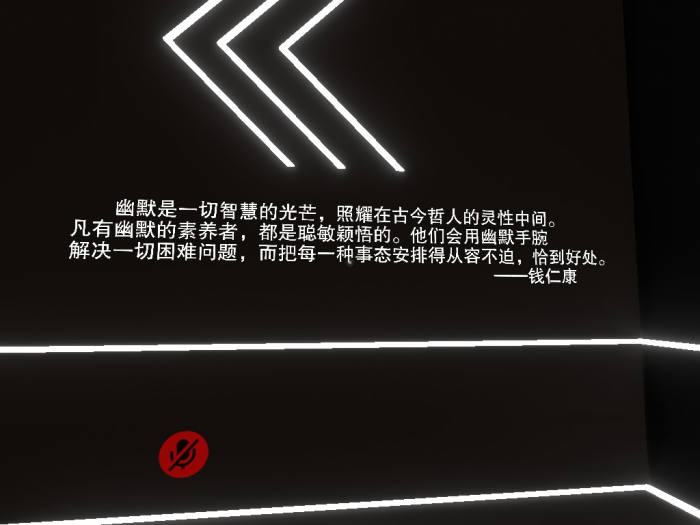 幽默是一切智慧的光芒，照耀在古今哲人的灵性中间。
凡有幽默的素养者，都是聪敏颖悟的。他们会用幽默手腕
解决一切困难问题，而把每一种事态安排得从容不迫，恰到好处。
——钱仁康